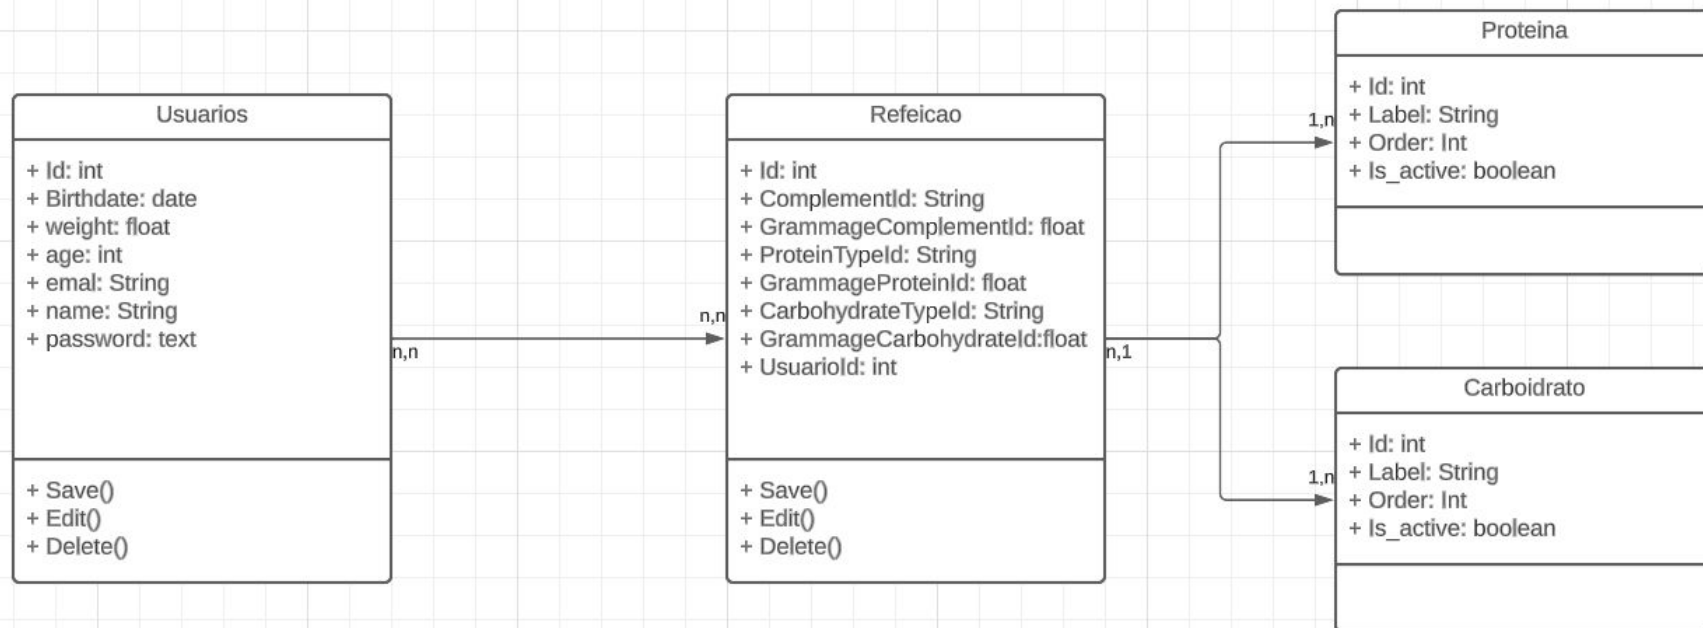 Usuarios
+ Id: int
+ Birthdate: date
+ weight: float
+ age: int
+ emal: String
+ name: String
+ password: text
+ Save()
+ Edit()
+ Delete()
n,n
n,n
Refeicao
+ Id: int
+ ComplementId: String
+ GrammageComplementId: float
+ ProteinTypeId: String
+ GrammageProteinId: float
+ CarbohydrateTypeId: String
+ GrammageCarbohydrateId:float
+ UsuarioId: int
+ Save()
+ Edit()
+ Delete()
n,1
1,n
Proteina
+ Id: int
+ Label: String
+ Order: Int
+ Is_active: boolean
1,n
Carboidrato
+ Id: int
+ Label: String
+ Order: Int
+ Is_active: boolean